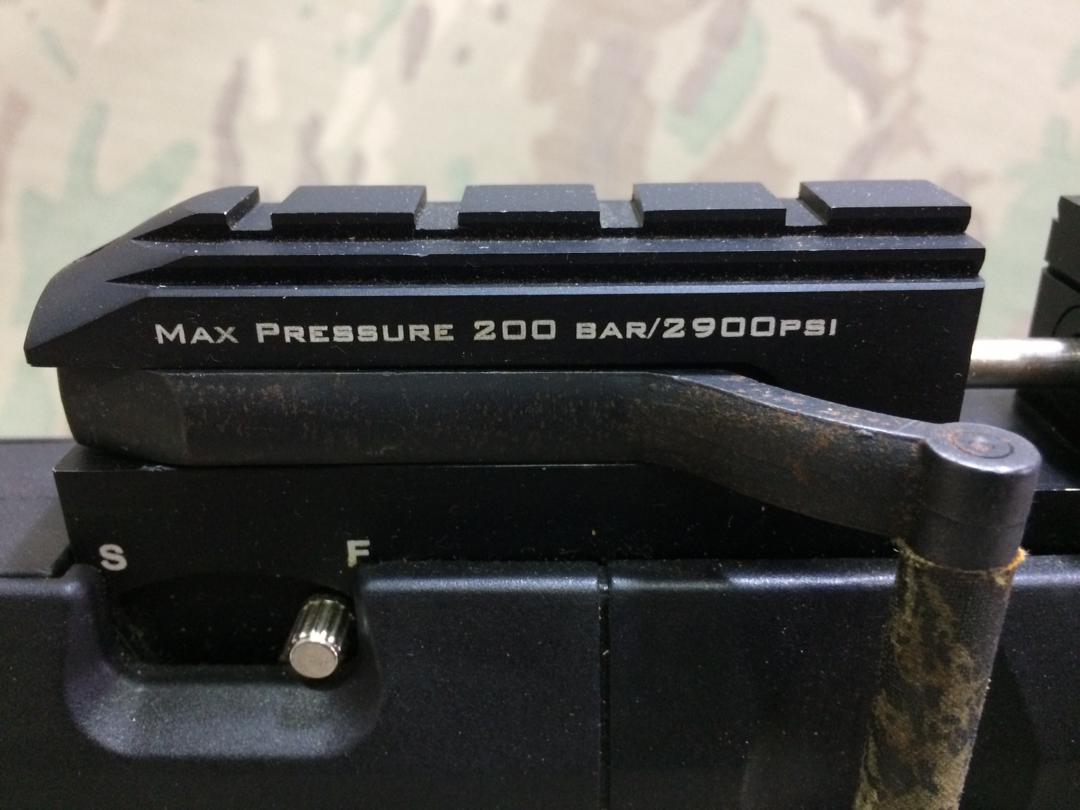 Max Pressure 200 bar/2900psi
S F